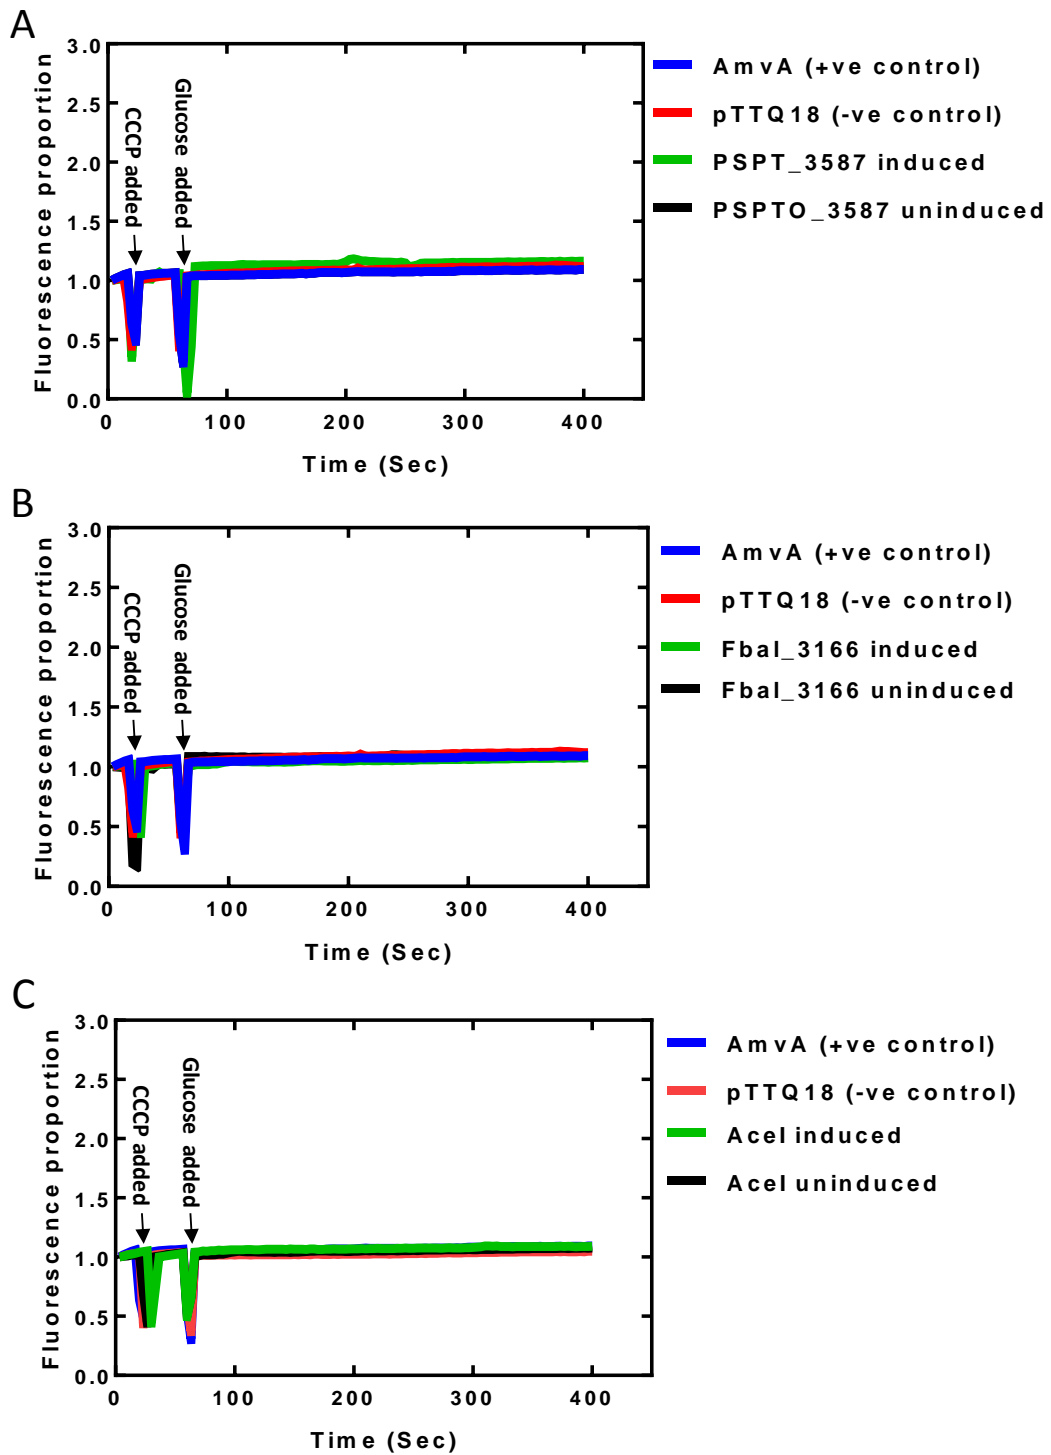 A
3.0
2.5
2.0
1.5
1.0
0.5
0.0
Fluorescence proportion
CCCP added
Glucose added
0 100 200 300 400
Time (Sec)
AmvA (+ve control)
pTTQ18 (-ve control)
PSPT_3587 induced
PSPTO_3587 uninduced
B
3.0
2.5
2.0
1.5
1.0
0.5
0.0
Fluorescence proportion
CCCP added
Glucose added
0 100 200 300 400
Time (Sec)
AmvA (+ve control)
pTTQ18 (-ve control)
Fbal_3166 induced
Fbal_3166 uninduced
C
3.0
2.5
2.0
1.5
1.0
0.5
0.0
Fluorescence proportion
CCCP added
Glucose added
0 100 200 300 400
Time (Sec)
AmvA (+ve control)
pTTQ18 (-ve control)
AceI induced
AceI uninduced